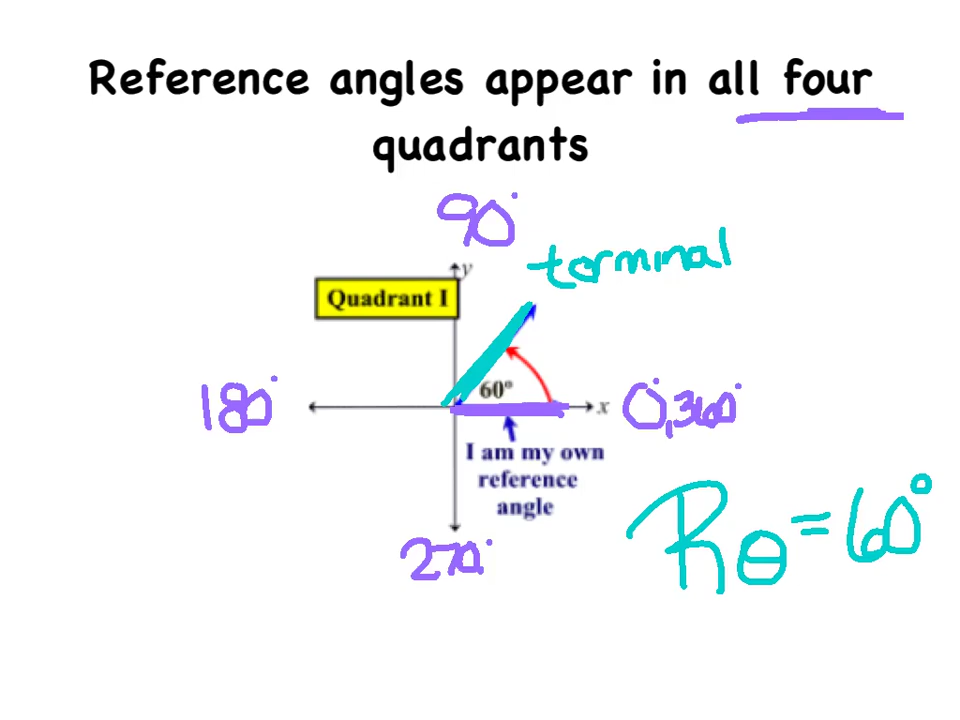 Reference angles appear in all four
quadrants
90°
terminal
y
Quadrant I
60°
180°
x
0°,360°
I am my own
reference
angle
Rθ=60°
270°